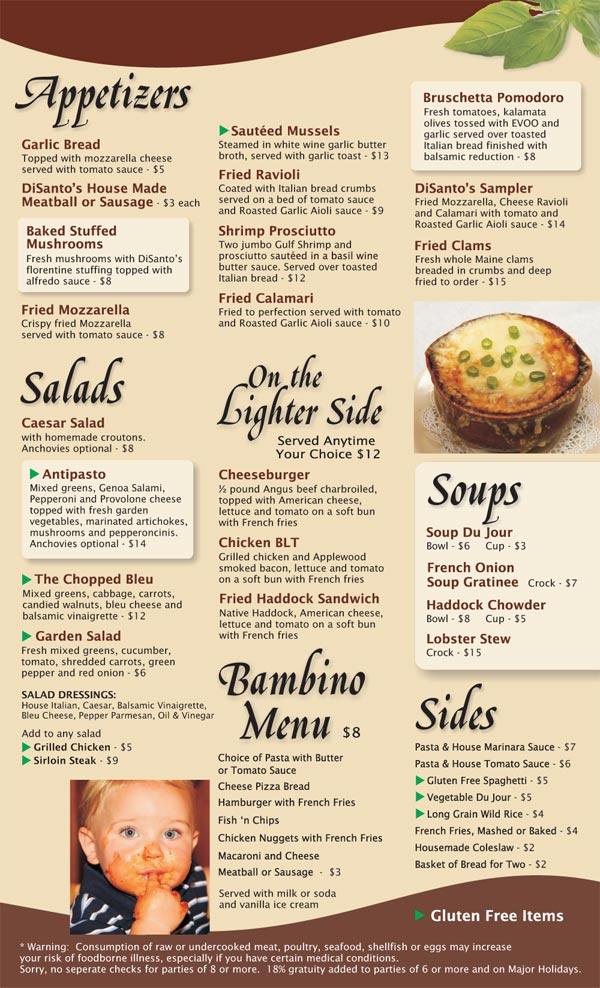 Appetizers
Garlic Bread
Topped with mozzarella cheese
served with tomato sauce - $5
DiSanto's House Made
Meatball or Sausage - $3 each
Baked Stuffed
Mushrooms
Fresh mushrooms with DiSanto's
florentine stuffing topped with
alfredo sauce - $8
Fried Mozzarella
Crispy fried Mozzarella
served with tomato sauce - $8
Sautéed Mussels
Steamed in white wine garlic butter
broth, served with garlic toast - $13
Fried Ravioli
Coated with Italian bread crumbs
served on a bed of tomato sauce
and Roasted Garlic Aioli sauce - $9
Shrimp Prosciutto
Two jumbo Gulf Shrimp and
prosciutto sautéed in a basil wine
butter sauce. Served over toasted
Italian bread - $12
Fried Calamari
Fried to perfection served with tomato
and Roasted Garlic Aioli sauce - $10
Bruschetta Pomodoro
Fresh tomatoes, kalamata
olives tossed with EVOO and
garlic served over toasted
Italian bread finished with
balsamic reduction - $8
DiSanto's Sampler
Fried Mozzarella, Cheese Ravioli
and Calamari with tomato and
Roasted Garlic Aioli sauce - $14
Fried Clams
Fresh whole Maine clams
breaded in crumbs and deep
fried to order - $15
Salads
Caesar Salad
with homemade croutons.
Anchovies optional - $8
Antipasto
Mixed greens, Genoa Salami,
Pepperoni and Provolone cheese
topped with fresh garden
vegetables, marinated artichokes,
mushrooms and pepperoncinis.
Anchovies optional - $14
The Chopped Bleu
Mixed greens, cabbage, carrots,
candied walnuts, bleu cheese and
balsamic vinaigrette - $12
Garden Salad
Fresh mixed greens, cucumber,
tomato, shredded carrots, green
pepper and red onion - $6
SALAD DRESSINGS:
House Italian, Caesar, Balsamic Vinaigrette,
Bleu Cheese, Pepper Parmesan, Oil & Vinegar
Add to any salad
Grilled Chicken - $5
Sirloin Steak - $9
On the
Lighter Side
Served Anytime
Your Choice $12
Cheeseburger
½ pound Angus beef charbroiled,
topped with American cheese,
lettuce and tomato on a soft bun
with French fries
Chicken BLT
Grilled chicken and Applewood
smoked bacon, lettuce and tomato
on a soft bun with French fries
Fried Haddock Sandwich
Native Haddock, American cheese,
lettuce and tomato on a soft bun
with French fries
Bambino
Menu $8
Choice of Pasta with Butter
or Tomato Sauce
Cheese Pizza Bread
Hamburger with French Fries
Fish 'n Chips
Chicken Nuggets with French Fries
Macaroni and Cheese
Meatball or Sausage - $3
Served with milk or soda
and vanilla ice cream
Soups
Soup Du Jour
Bowl - $6 Cup - $3
French Onion
Soup Gratinee Crock - $7
Haddock Chowder
Bowl - $8 Cup - $5
Lobster Stew
Crock - $15
Sides
Pasta & House Marinara Sauce - $7
Pasta & House Tomato Sauce - $6
Gluten Free Spaghetti - $5
Vegetable Du Jour - $5
Long Grain Wild Rice - $4
French Fries, Mashed or Baked - $4
Housemade Coleslaw - $2
Basket of Bread for Two - $2
Gluten Free Items
* Warning: Consumption of raw or undercooked meat, poultry, seafood, shellfish or eggs may increase
your risk of foodborne illness, especially if you have certain medical conditions.
Sorry, no seperate checks for parties of 8 or more. 18% gratuity added to parties of 6 or more and on Major Holidays.